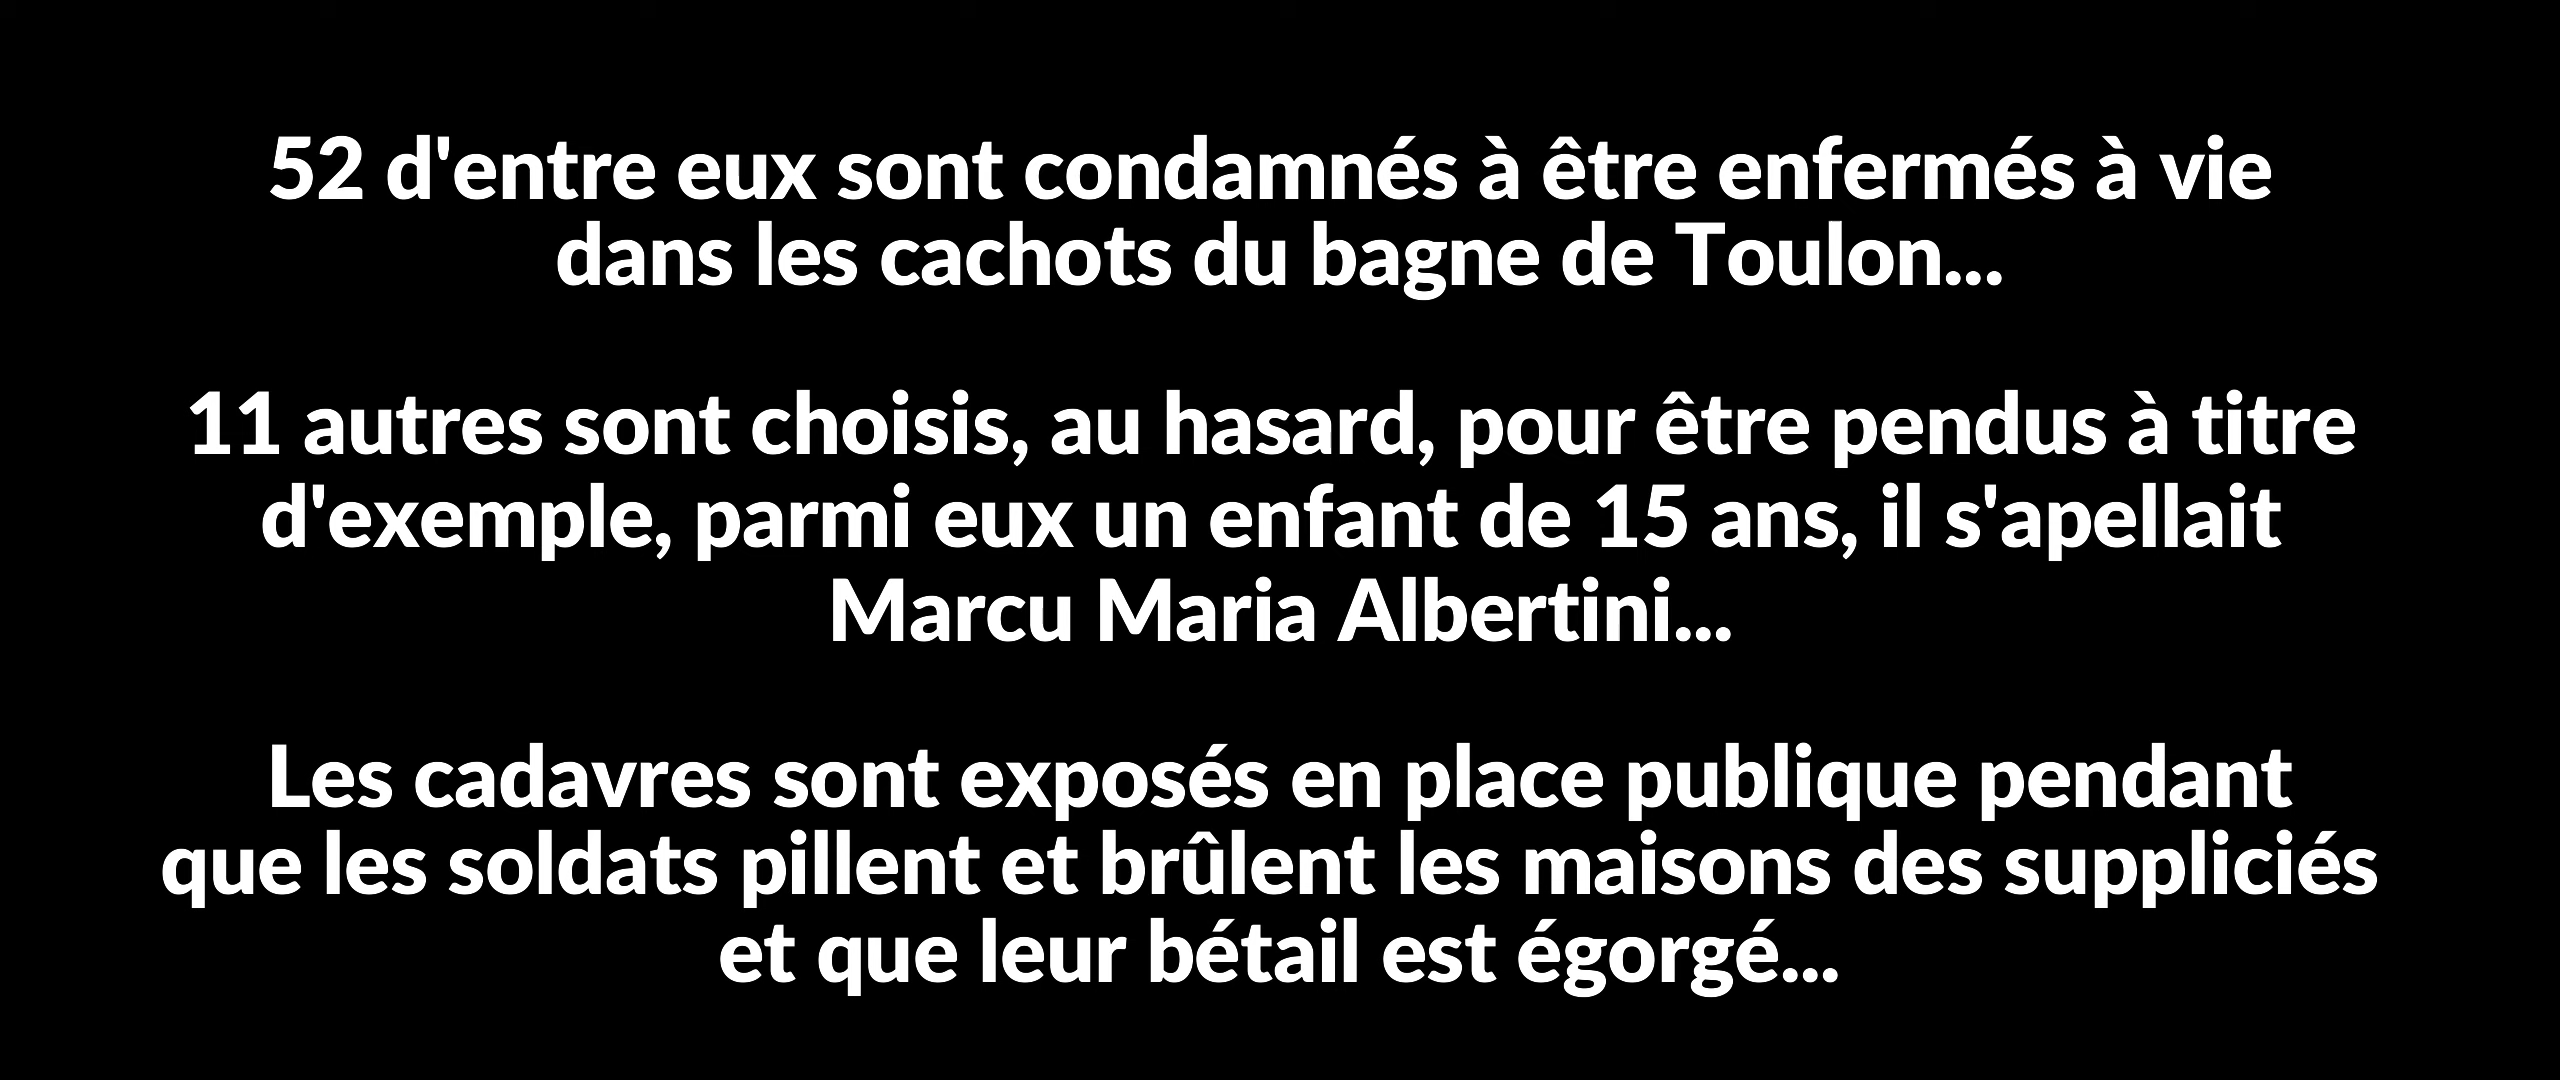 52 d'entre eux sont condamnés à être enfermés à vie
dans les cachots du bagne de Toulon...
11 autres sont choisis, au hasard, pour être pendus à titre
d'exemple, parmi eux un enfant de 15 ans, il s'apellait
Marcu Maria Albertini...
Les cadavres sont exposés en place publique pendant
que les soldats pillent et brûlent les maisons des suppliciés
et que leur bétail est égorgé...